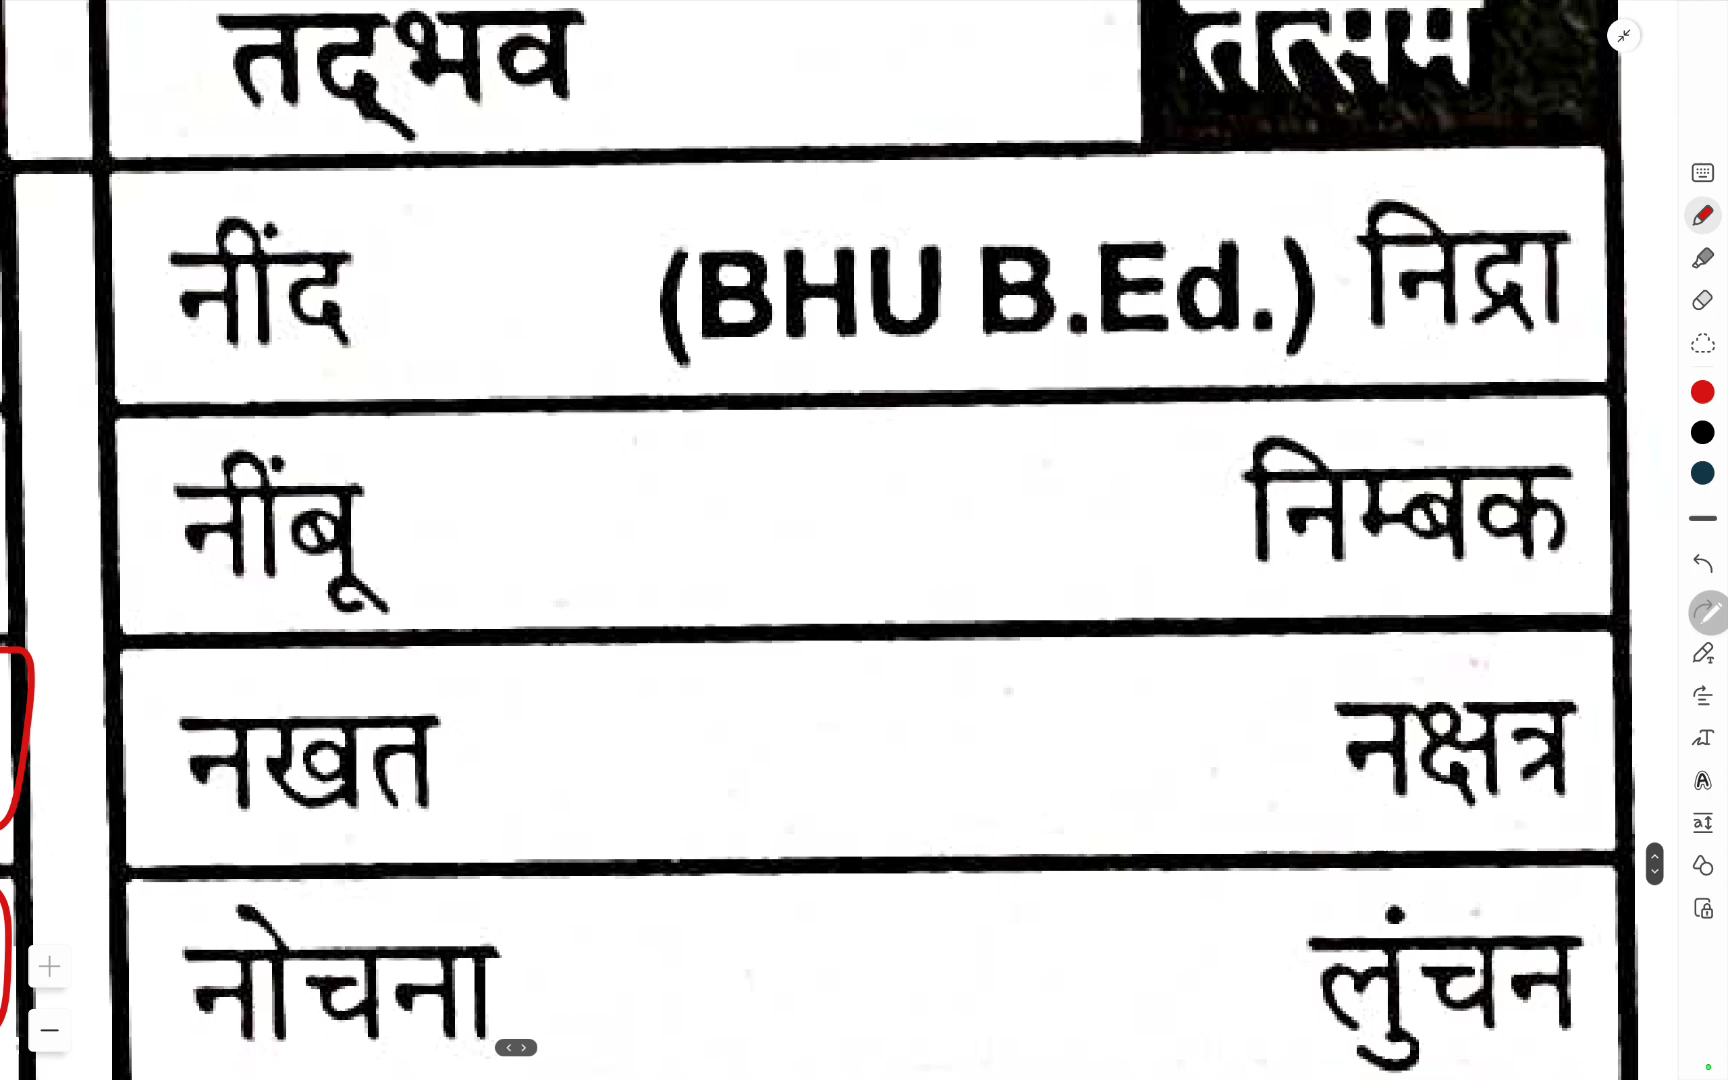 तद्भव तत्सम
नींद (BHU B.Ed.) निद्रा
नींबू निम्बक
नखत नक्षत्र
नोचना लुंचन